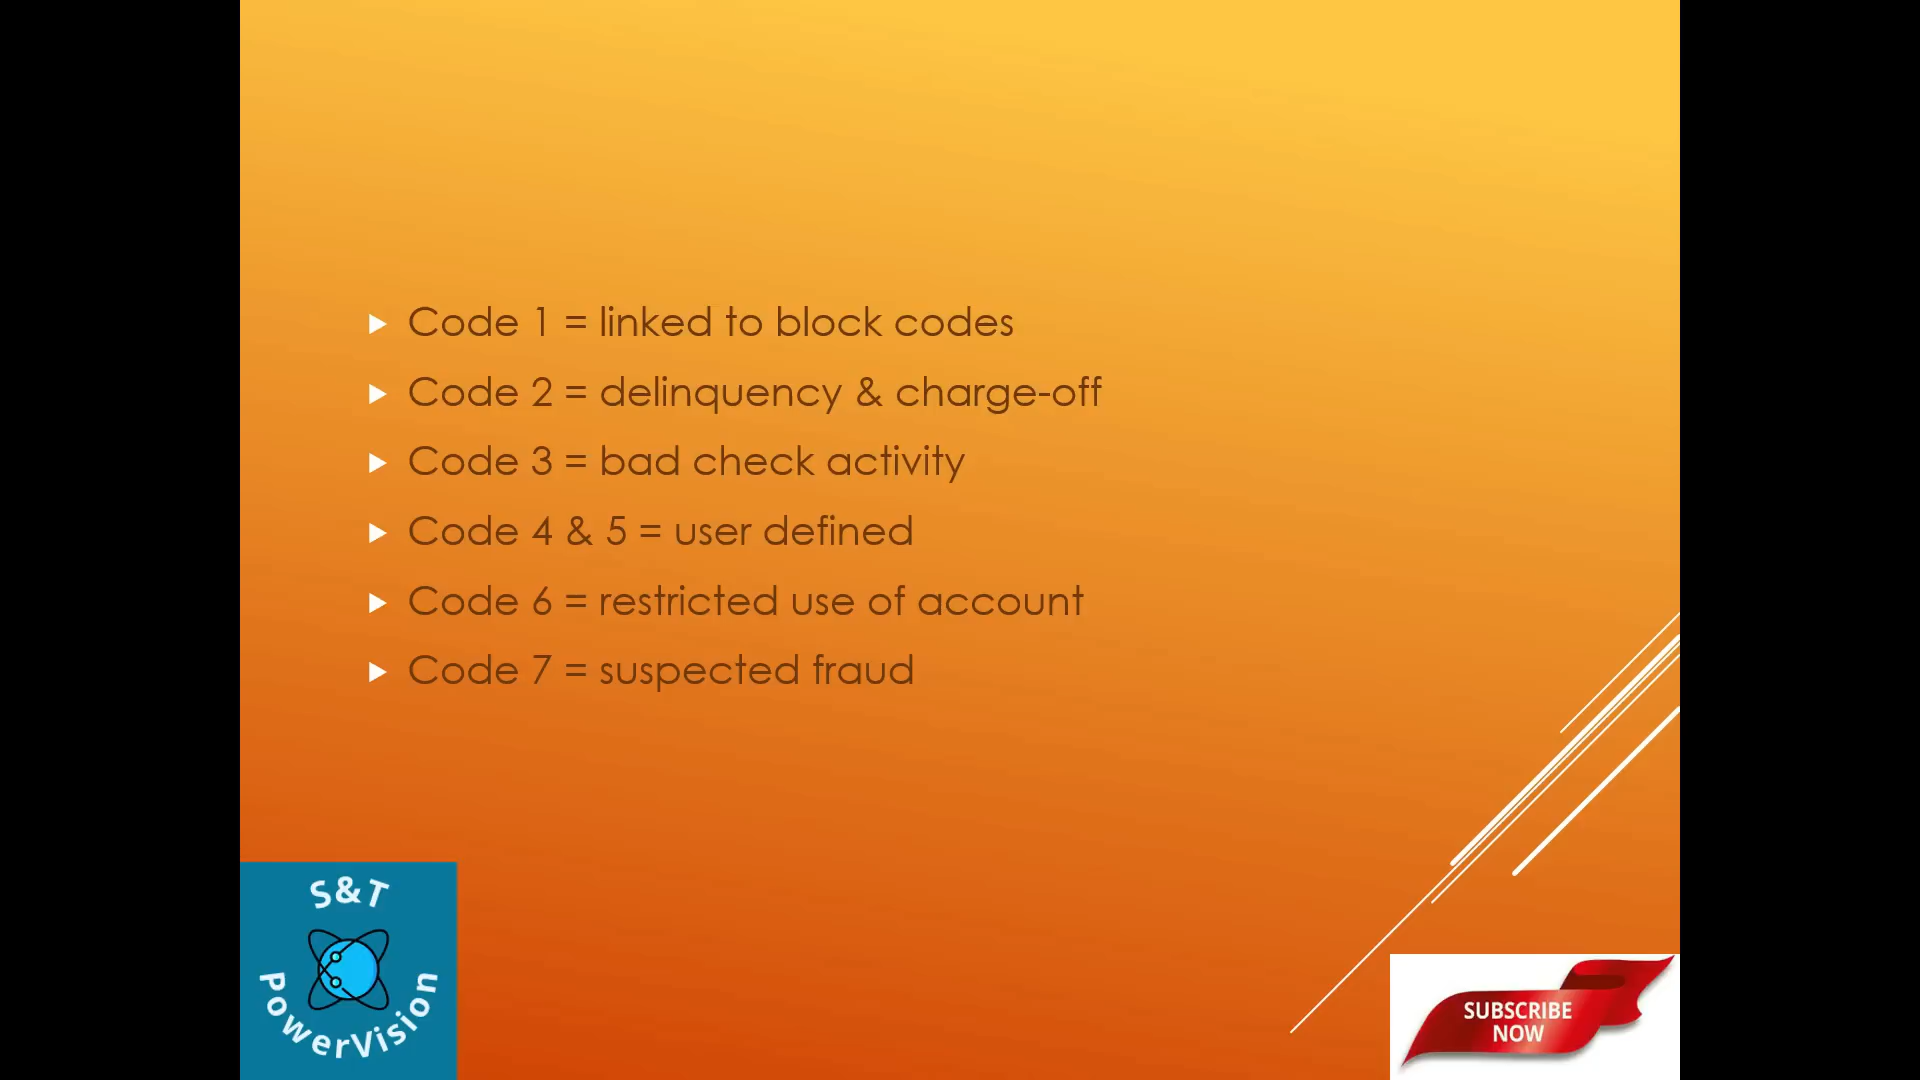 Code 1 = linked to block codes
Code 2 = delinquency & charge-off
Code 3 = bad check activity
Code 4 & 5 = user defined
Code 6 = restricted use of account
Code 7 = suspected fraud
S&T
PowerVision
SUBSCRIBE
NOW